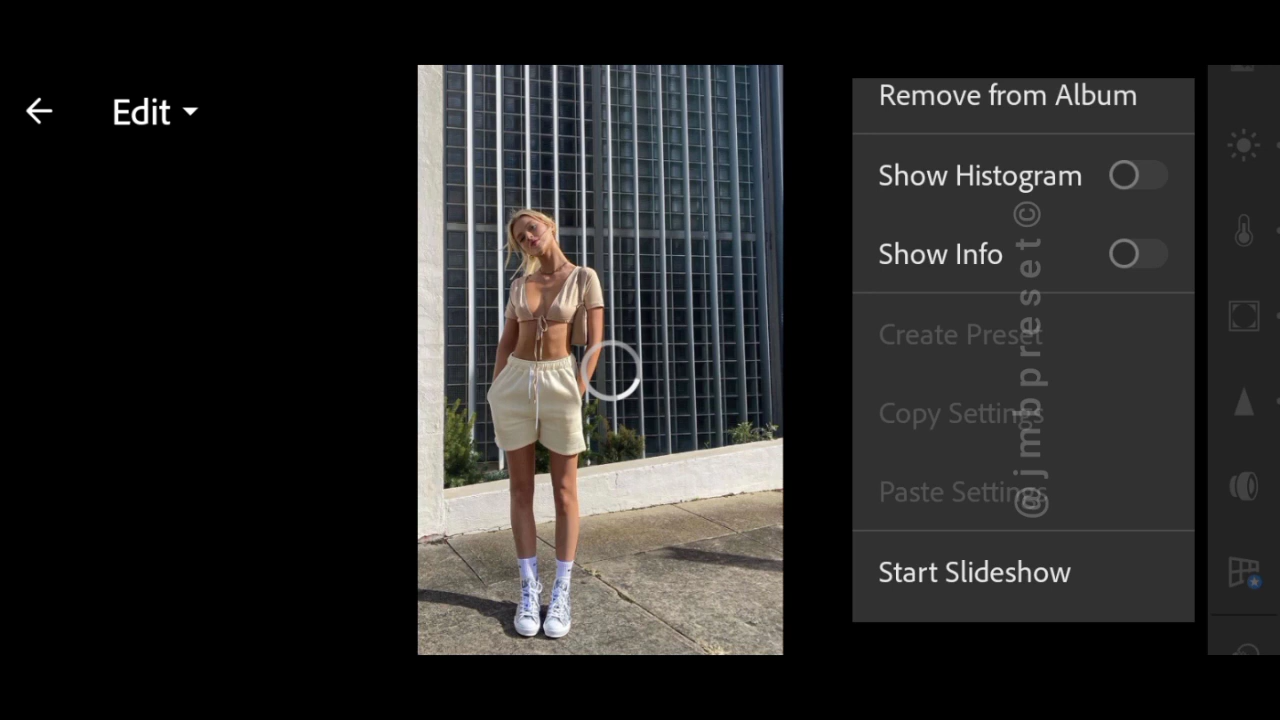 Edit
Remove from Album
Show Histogram
Show Info
Create Preset
Copy Settings
Paste Settings
Start Slideshow
@jmbpreset©